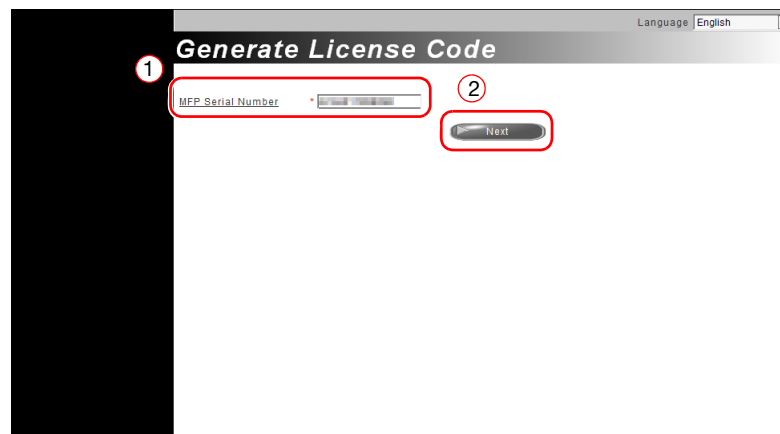 Language English
Generate License Code
1
2
MFP Serial Number *
Next